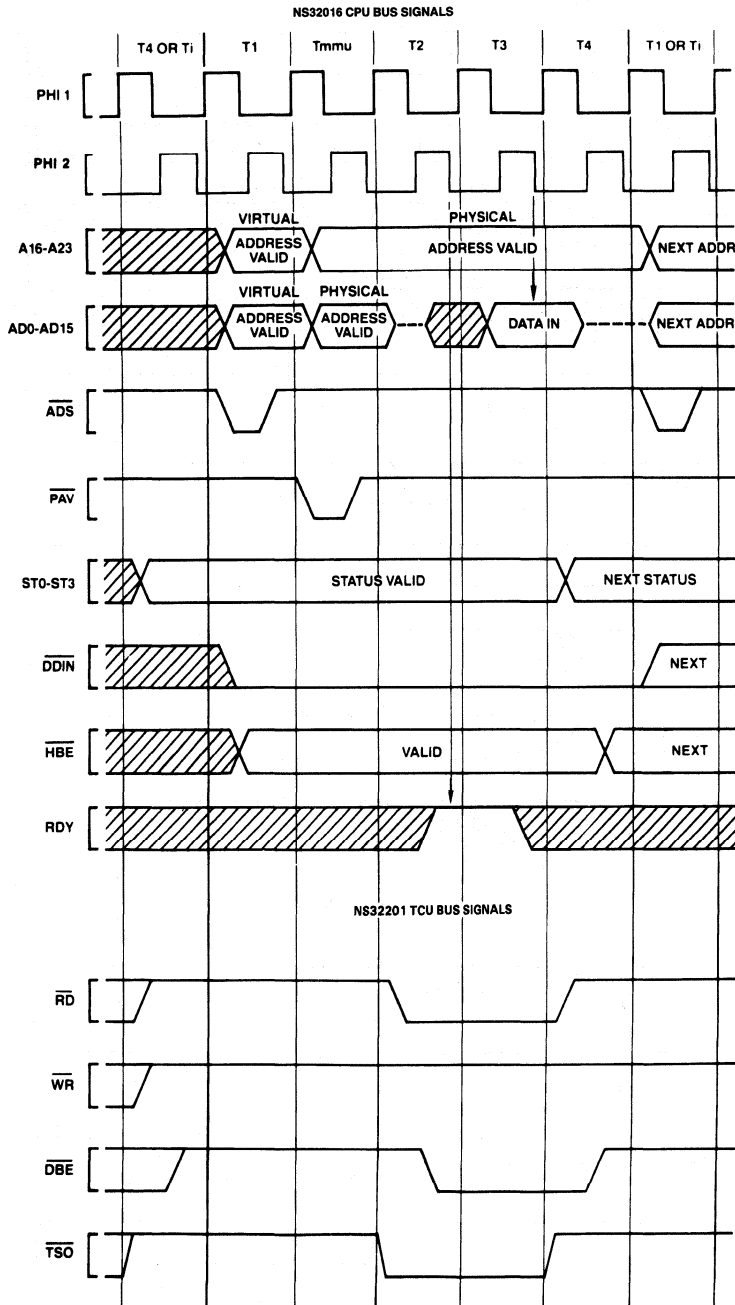 NS32016 CPU BUS SIGNALS
T4 OR Ti T1 Tmmu T2 T3 T4 T1 OR Ti
PHI 1
PHI 2
VIRTUAL PHYSICAL
A16-A23 ADDRESS VALID ADDRESS VALID NEXT ADDR
VIRTUAL PHYSICAL
AD0-AD15 ADDRESS VALID ADDRESS VALID DATA IN NEXT ADDR
ADS
PAV
ST0-ST3 STATUS VALID NEXT STATUS
DDIN NEXT
HBE VALID NEXT
RDY
NS32201 TCU BUS SIGNALS
RD
WR
DBE
TSO